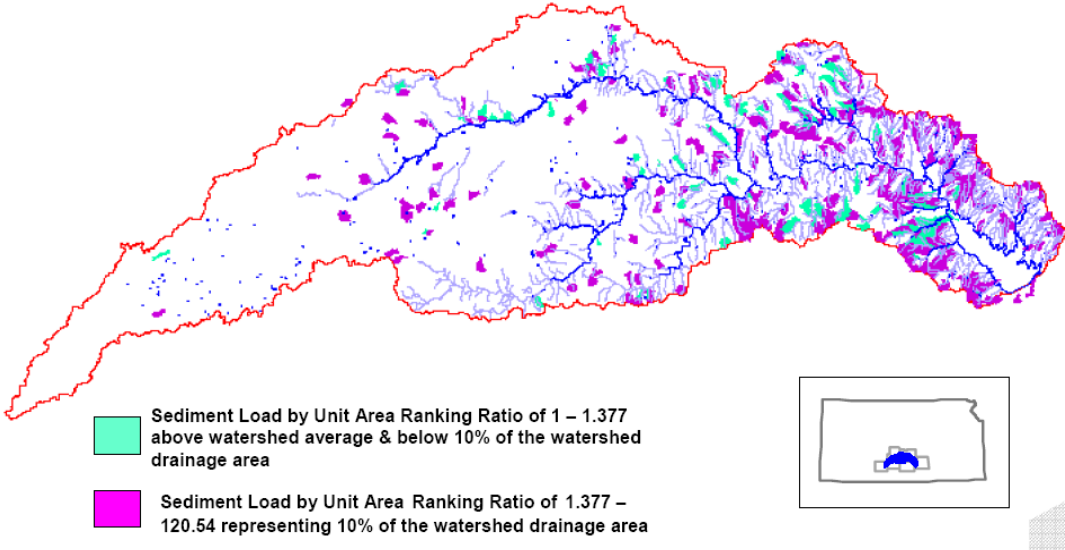 Sediment Load by Unit Area Ranking Ratio of 1 – 1.377
above watershed average & below 10% of the watershed
drainage area
Sediment Load by Unit Area Ranking Ratio of 1.377 –
120.54 representing 10% of the watershed drainage area